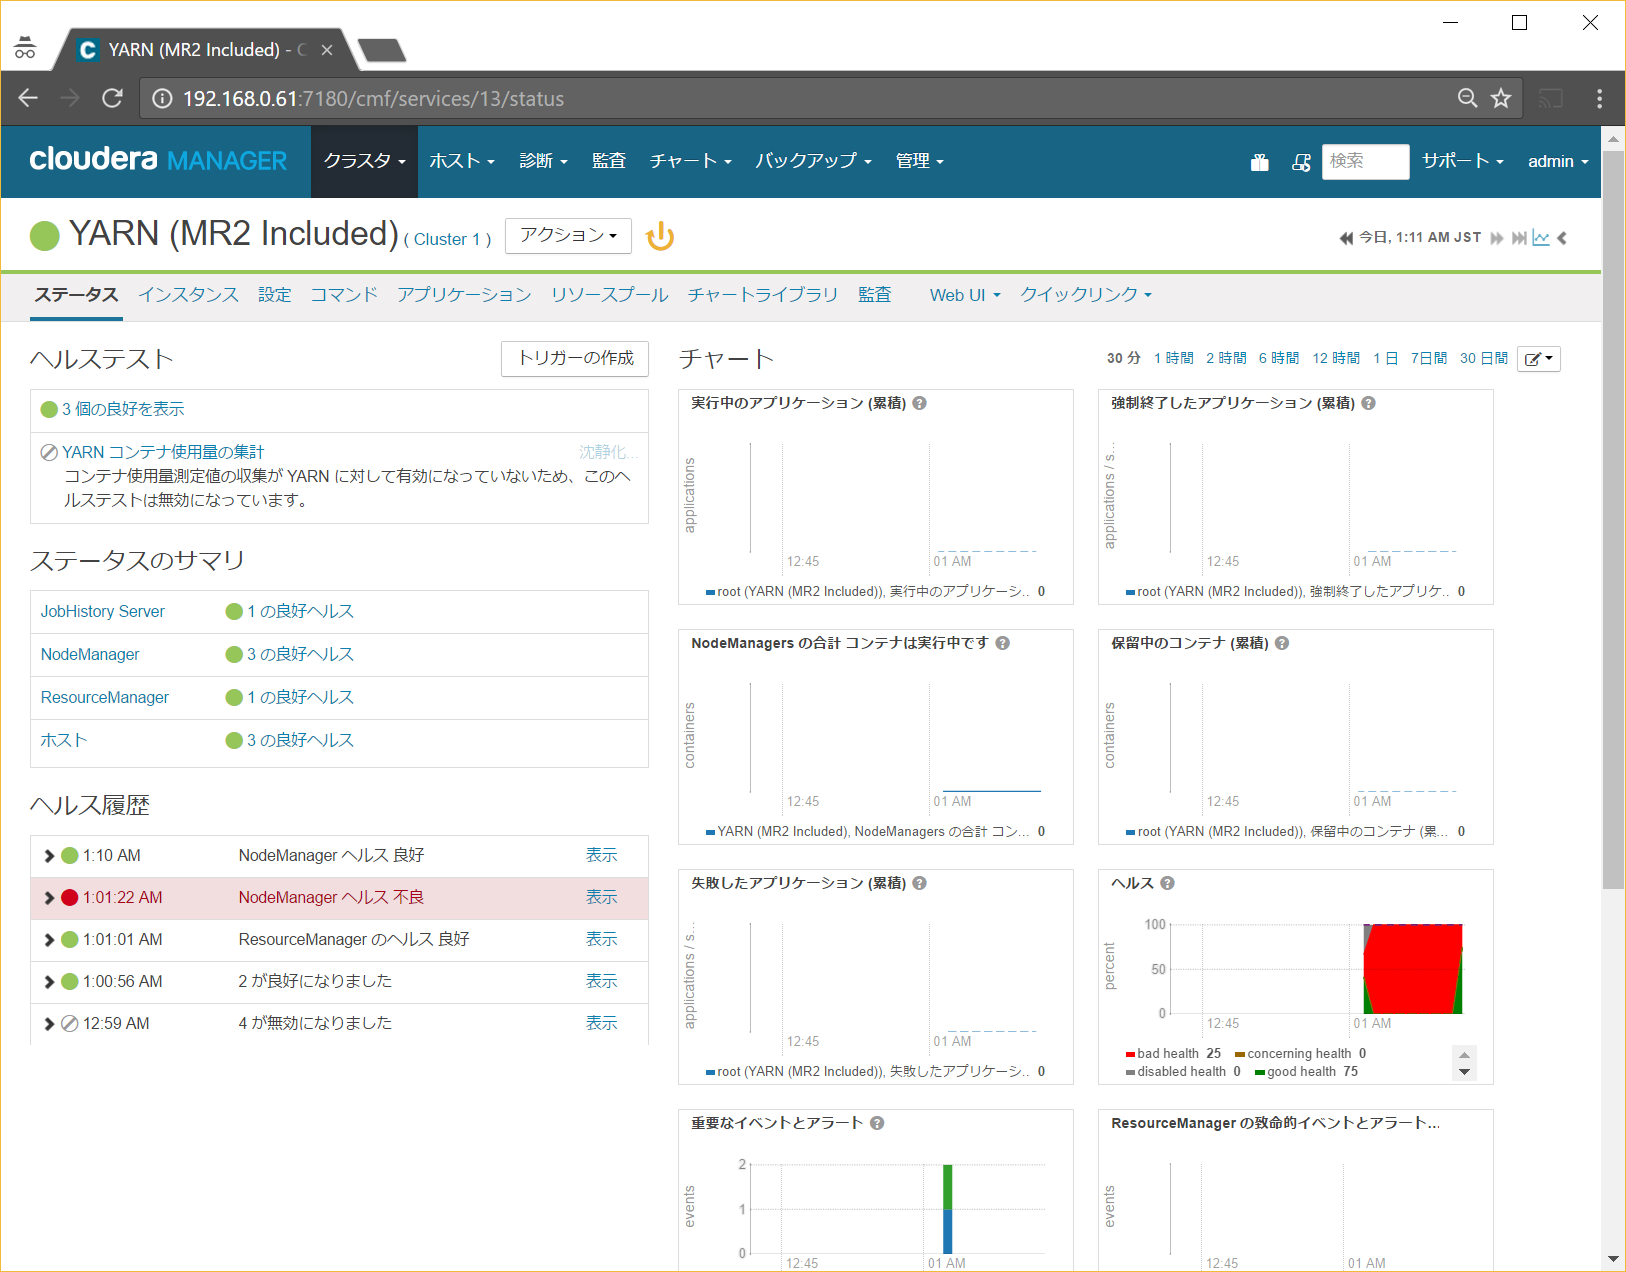 YARN (MR2 Included) - C
192.168.0.61:7180/cmf/services/13/status
cloudera MANAGER
クラスタ
ホスト
診断
監査
チャート
バックアップ
管理
検索
サポート
admin
YARN (MR2 Included) ( Cluster 1 )
アクション
今日, 1:11 AM JST
ステータス
インスタンス
設定
コマンド
アプリケーション
リソースプール
チャートライブラリ
監査
Web UI
クイックリンク
ヘルステスト
トリガーの作成
3 個の良好を表示
YARN コンテナ使用量の集計
沈静化...
コンテナ使用量測定値の収集が YARN に対して有効になっていないため、このヘ
ルステストは無効になっています。
ステータスのサマリ
JobHistory Server 1 の良好ヘルス
NodeManager 3 の良好ヘルス
ResourceManager 1 の良好ヘルス
ホスト 3 の良好ヘルス
ヘルス履歴
1:10 AM NodeManager ヘルス 良好 表示
1:01:22 AM NodeManager ヘルス 不良 表示
1:01:01 AM ResourceManager のヘルス 良好 表示
1:00:56 AM 2 が良好になりました 表示
12:59 AM 4 が無効になりました 表示
チャート
30 分 1 時間 2 時間 6 時間 12 時間 1 日 7日間 30 日間
実行中のアプリケーション (累積)
applications
12:45
01 AM
root (YARN (MR2 Included)), 実行中のアプリケーシ.. 0
強制終了したアプリケーション (累積)
applications / s...
12:45
01 AM
root (YARN (MR2 Included)), 強制終了したアプリケ.. 0
NodeManagers の合計 コンテナは実行中です
containers
12:45
01 AM
YARN (MR2 Included), NodeManagers の合計 コン... 0
保留中のコンテナ (累積)
containers
12:45
01 AM
root (YARN (MR2 Included)), 保留中のコンテナ (累... 0
失敗したアプリケーション (累積)
applications / s...
12:45
01 AM
root (YARN (MR2 Included)), 失敗したアプリケーシ.. 0
ヘルス
percent
100
50
0
12:45
01 AM
bad health 25 concerning health 0
disabled health 0 good health 75
重要なイベントとアラート
events
2
1
0
12:45
01 AM
ResourceManager の致命的イベントとアラート...
events
12:45
01 AM